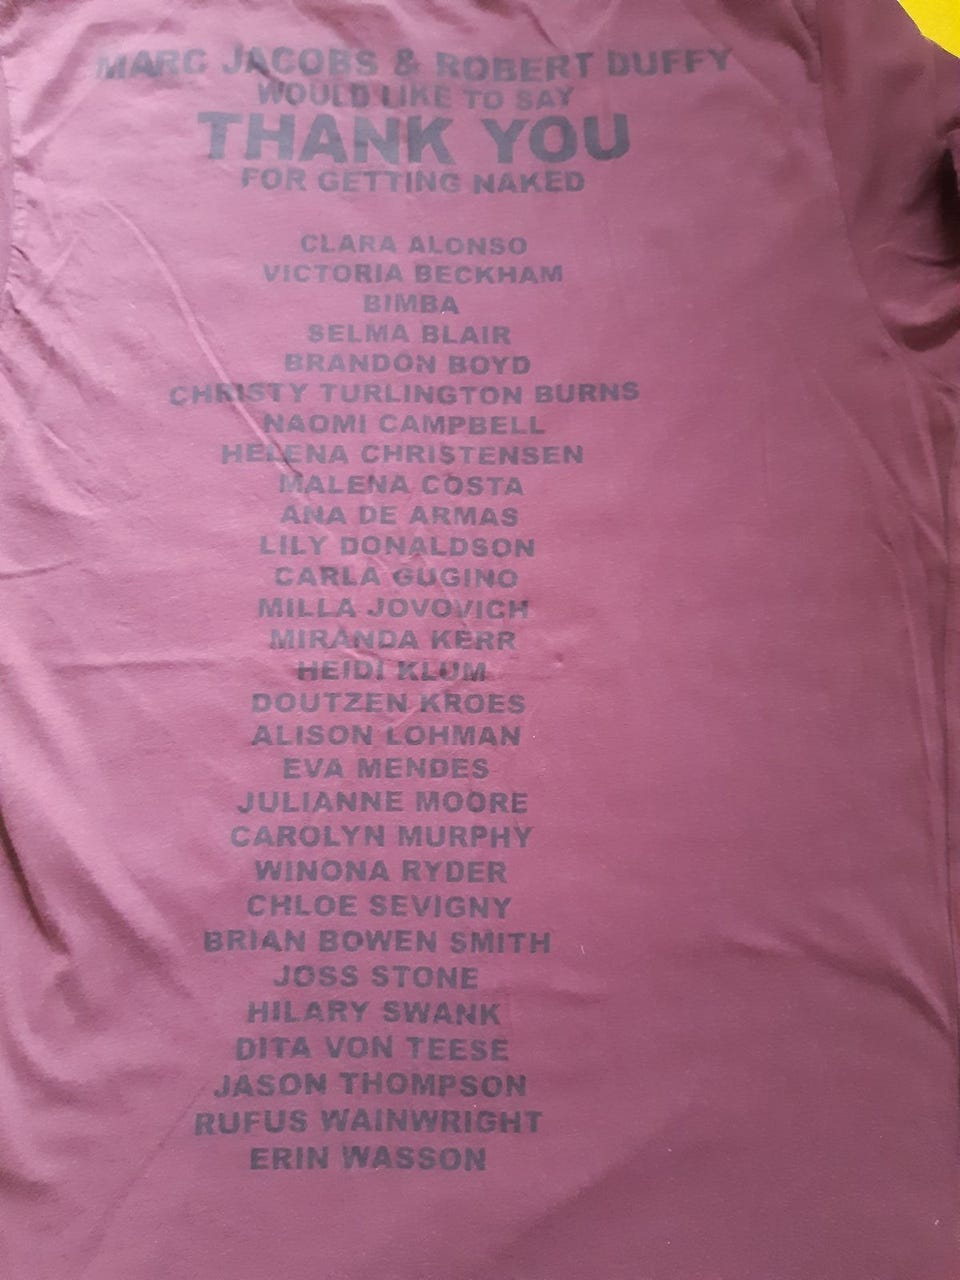 MARC JACOBS & ROBERT DUFFY
WOULD LIKE TO SAY
THANK YOU
FOR GETTING NAKED
CLARA ALONSO
VICTORIA BECKHAM
BIMBA
SELMA BLAIR
BRANDON BOYD
CHRISTY TURLINGTON BURNS
NAOMI CAMPBELL
HELENA CHRISTENSEN
MALENA COSTA
ANA DE ARMAS
LILY DONALDSON
CARLA GUGINO
MILLA JOVOVICH
MIRANDA KERR
HEIDI KLUM
DOUTZEN KROES
ALISON LOHMAN
EVA MENDES
JULIANNE MOORE
CAROLYN MURPHY
WINONA RYDER
CHLOE SEVIGNY
BRIAN BOWEN SMITH
JOSS STONE
HILARY SWANK
DITA VON TEESE
JASON THOMPSON
RUFUS WAINWRIGHT
ERIN WASSON